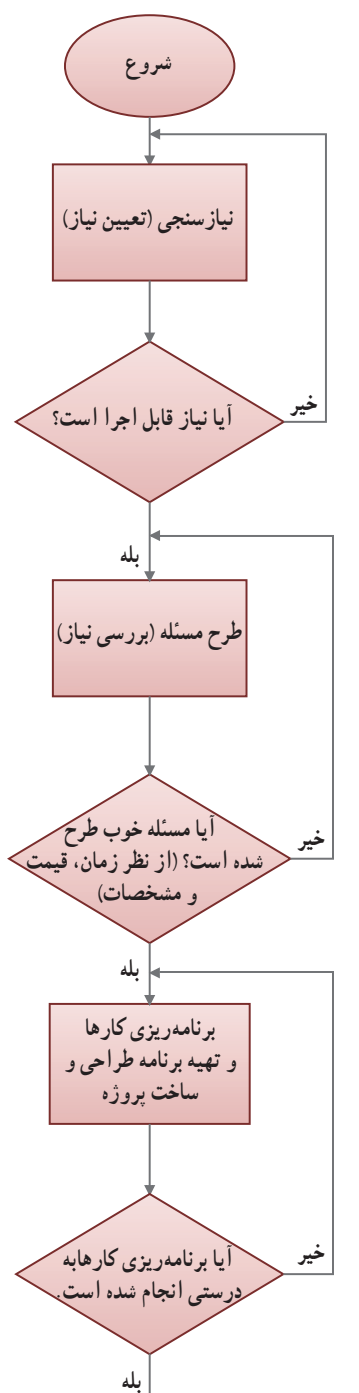 شروع
نیازسنجی (تعیین نیاز)
آیا نیاز قابل اجرا است؟
خیر
بله
طرح مسئله (بررسی نیاز)
آیا مسئله خوب طرح
شده است؟ (از نظر زمان، قیمت
و مشخصات)
خیر
بله
برنامه‌ریزی کارها
و تهیه برنامه طراحی و
ساخت پروژه
آیا برنامه‌ریزی کارهابه
درستی انجام شده است.
خیر
بله